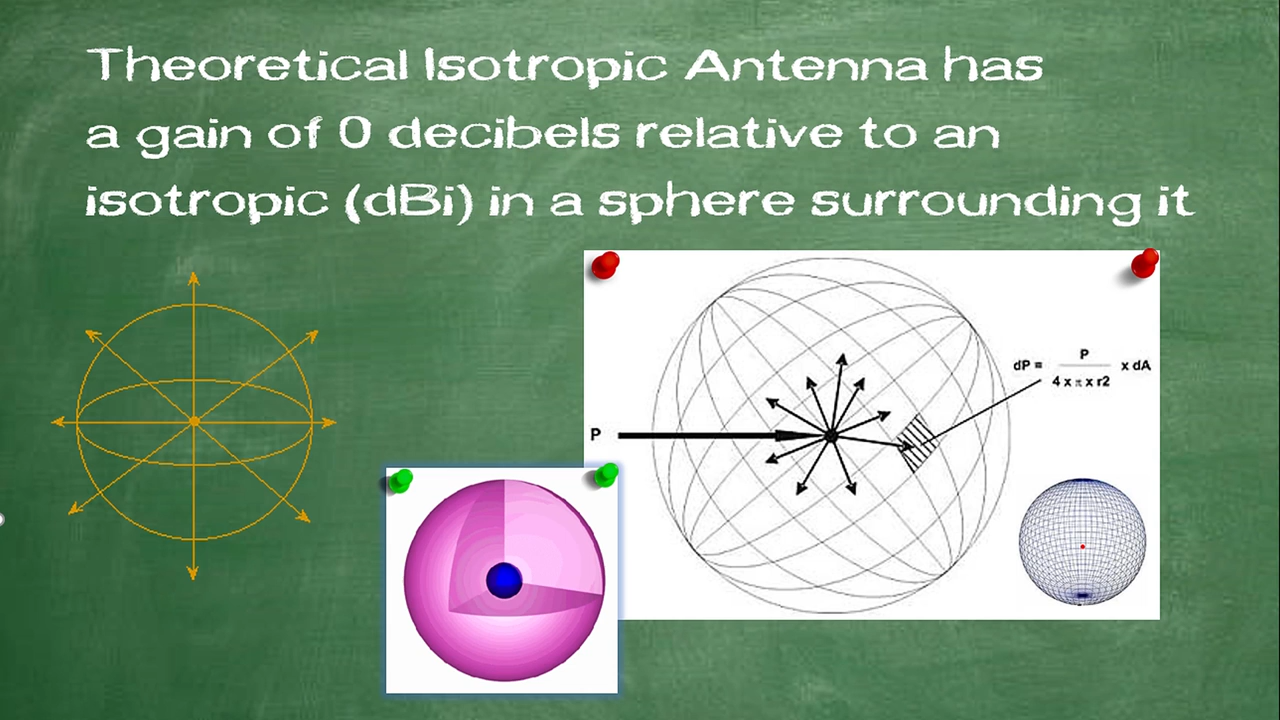 Theoretical Isotropic Antenna has
a gain of 0 decibels relative to an
isotropic (dBi) in a sphere surrounding it
P
dP = P / 4 x π x r2 x dA